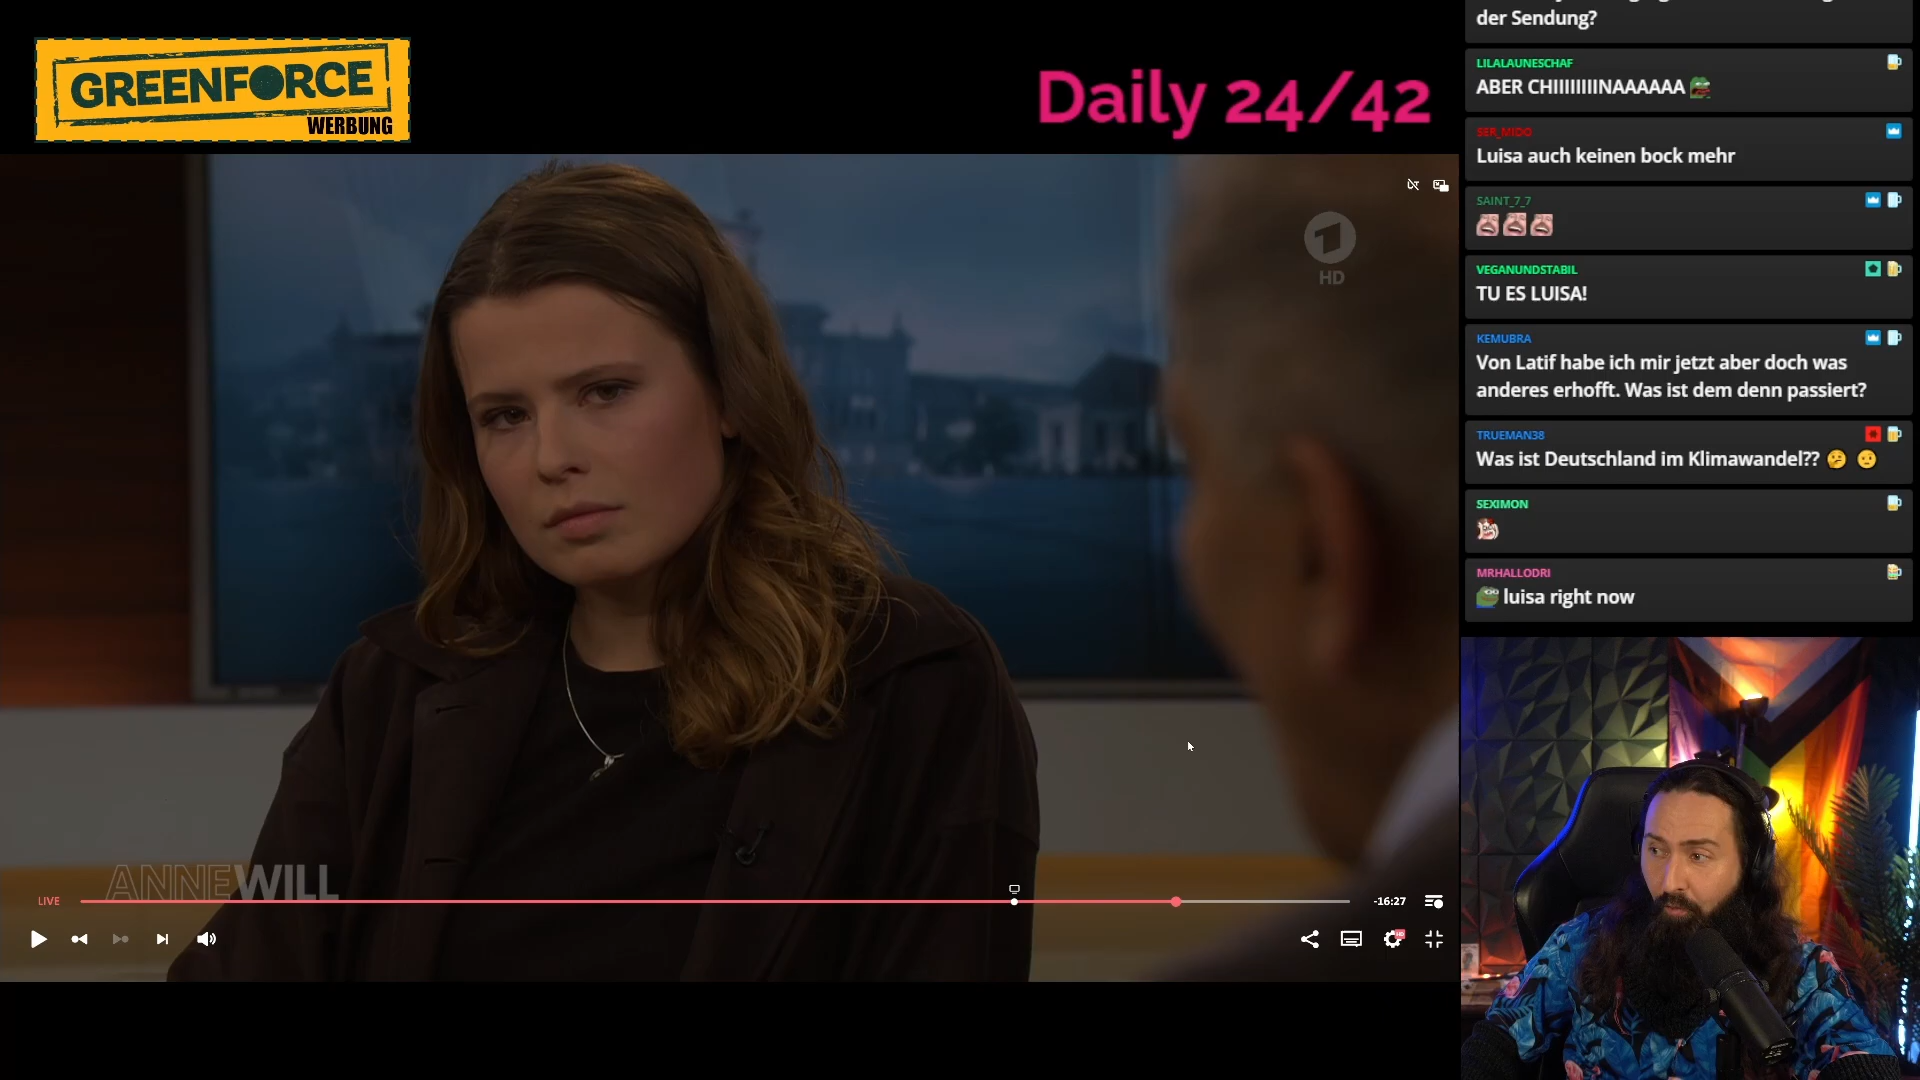 GREENFORCE
WERBUNG
Daily 24/42
HD
ANNEWILL
LIVE
-16:27
der Sendung?
LILALAUNESCHAF
ABER CHIIIIIIIINAAAAAA
SER_MIDO
Luisa auch keinen bock mehr
SAINT_7_7
VEGANUNDSTABIL
TU ES LUISA!
KEMUBRA
Von Latif habe ich mir jetzt aber doch was
anderes erhofft. Was ist dem denn passiert?
TRUEMAN38
Was ist Deutschland im Klimawandel??
SEXIMON
MRHALLODRI
luisa right now